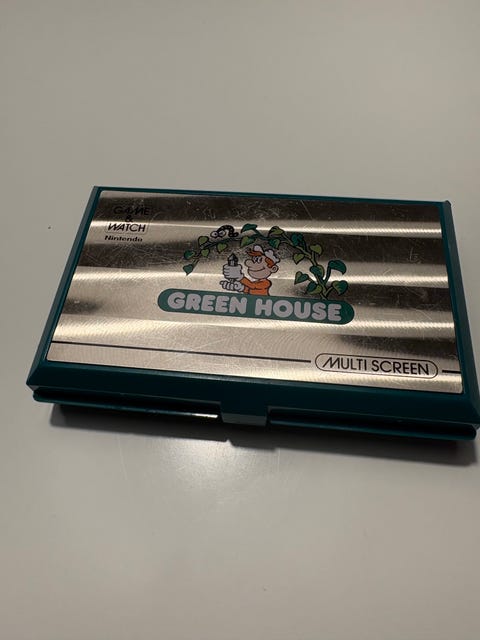 GAME
&
WATCH
Nintendo
GREEN HOUSE
MULTI SCREEN